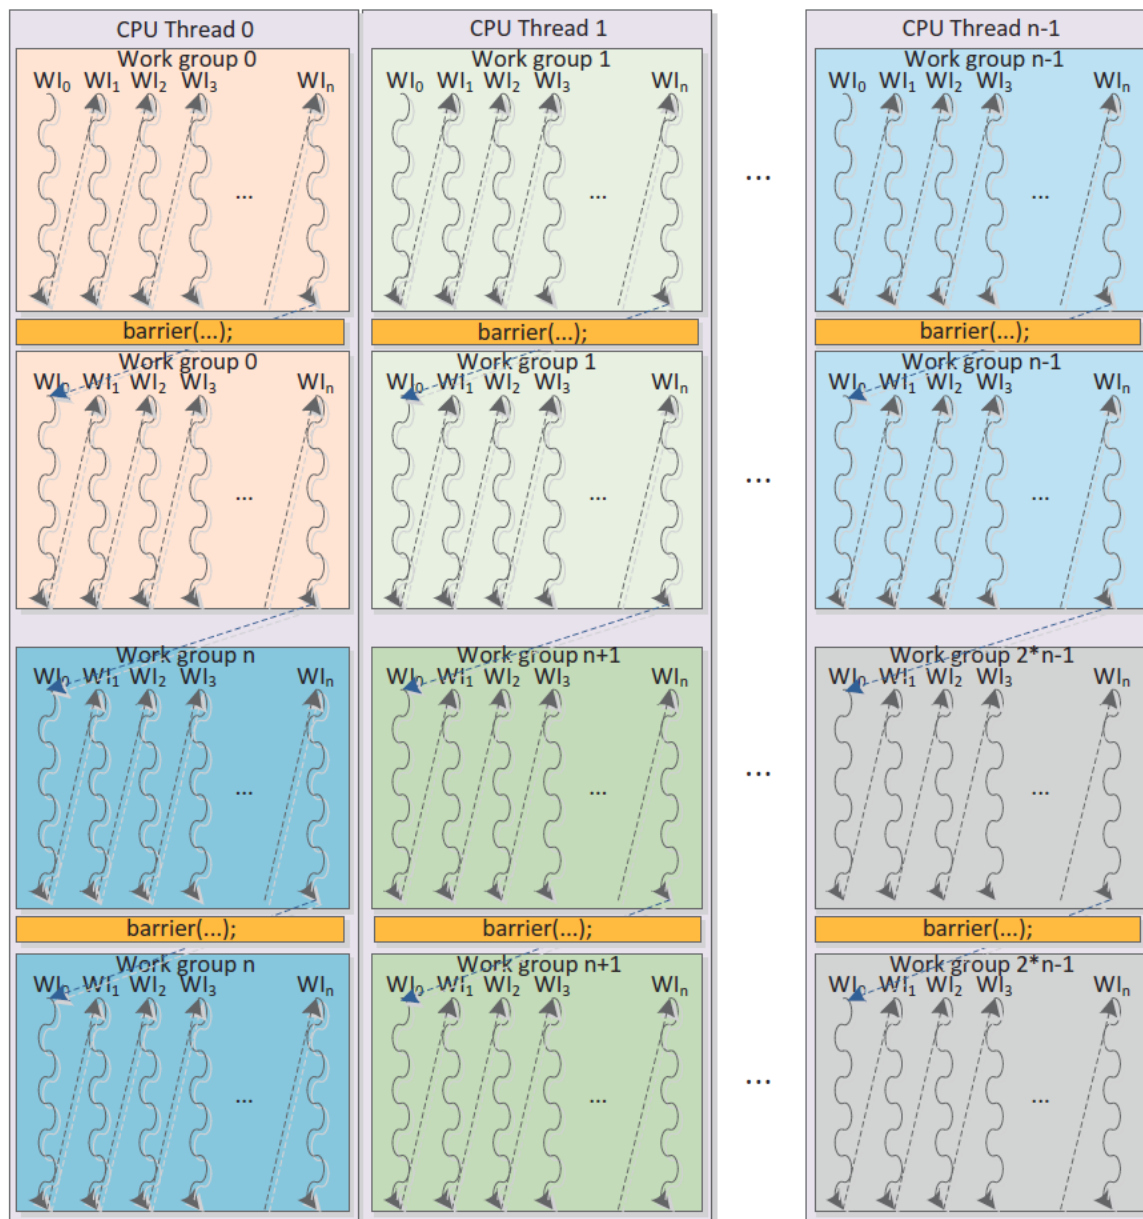 CPU Thread 0 CPU Thread 1 CPU Thread n-1
Work group 0 Work group 1 Work group n-1
WI₀ WI₁ WI₂ WI₃ WIₙ WI₀ WI₁ WI₂ WI₃ WIₙ WI₀ WI₁ WI₂ WI₃ WIₙ
...
... ... ...
barrier(...); barrier(...); barrier(...);
Work group 0 Work group 1 Work group n-1
WI₀ WI₁ WI₂ WI₃ WIₙ WI₀ WI₁ WI₂ WI₃ WIₙ WI₀ WI₁ WI₂ WI₃ WIₙ
...
... ... ...
Work group n Work group n+1 Work group 2*n-1
WI₀ WI₁ WI₂ WI₃ WIₙ WI₀ WI₁ WI₂ WI₃ WIₙ WI₀ WI₁ WI₂ WI₃ WIₙ
...
... ... ...
barrier(...); barrier(...); barrier(...);
Work group n Work group n+1 Work group 2*n-1
WI₀ WI₁ WI₂ WI₃ WIₙ WI₀ WI₁ WI₂ WI₃ WIₙ WI₀ WI₁ WI₂ WI₃ WIₙ
...
... ... ...